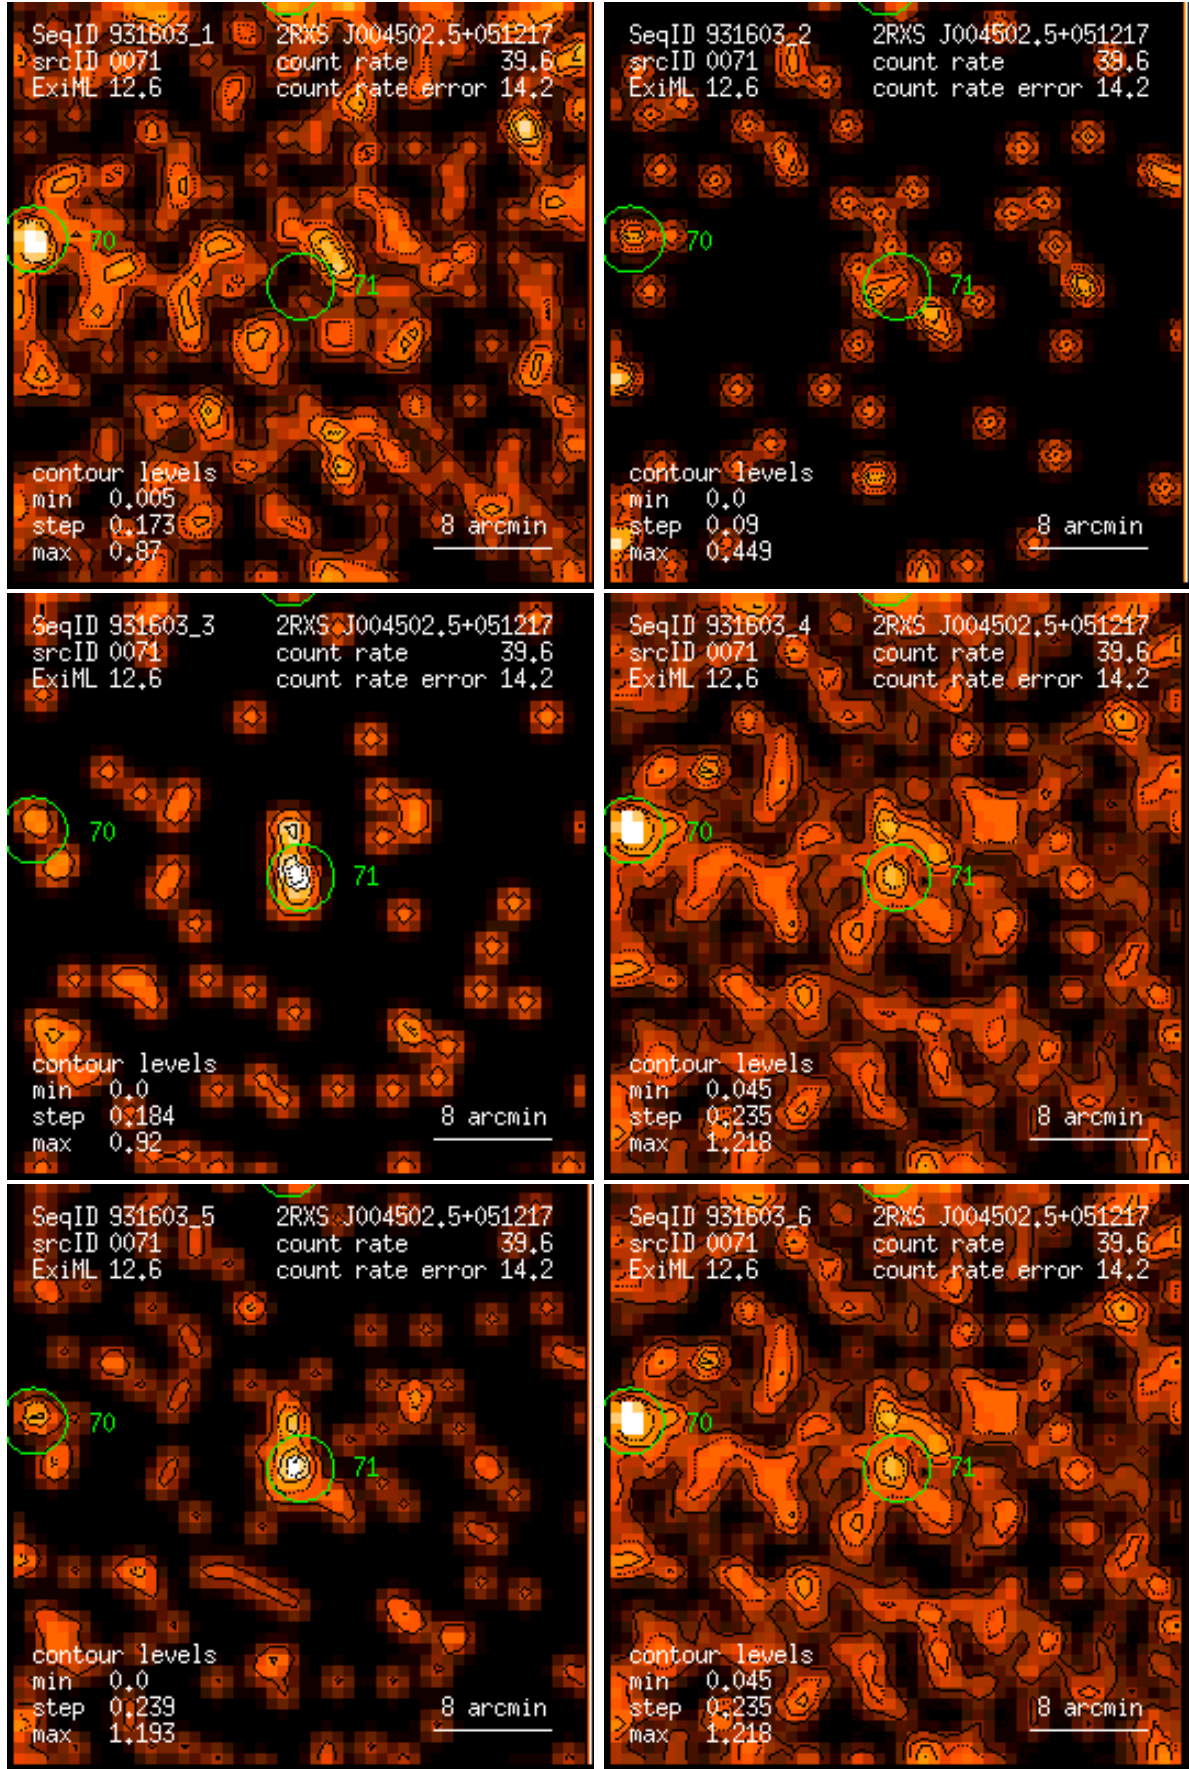 SeqID 931603_1 2RXS J004502.5+051217
srcID 0071 count rate 39.6
ExiML 12.6 count rate error 14.2
70
71
contour levels
min 0.005
step 0.173 8 arcmin
max 0.87
SeqID 931603_2 2RXS J004502.5+051217
srcID 0071 count rate 39.6
ExiML 12.6 count rate error 14.2
70
71
contour levels
min 0.0
step 0.09 8 arcmin
max 0.449
SeqID 931603_3 2RXS J004502.5+051217
srcID 0071 count rate 39.6
ExiML 12.6 count rate error 14.2
70
71
contour levels
min 0.0
step 0.184 8 arcmin
max 0.92
SeqID 931603_4 2RXS J004502.5+051217
srcID 0071 count rate 39.6
ExiML 12.6 count rate error 14.2
70
71
contour levels
min 0.045
step 0.235 8 arcmin
max 1.218
SeqID 931603_5 2RXS J004502.5+051217
srcID 0071 count rate 39.6
ExiML 12.6 count rate error 14.2
70
71
contour levels
min 0.0
step 0.239 8 arcmin
max 1.193
SeqID 931603_6 2RXS J004502.5+051217
srcID 0071 count rate 39.6
ExiML 12.6 count rate error 14.2
70
71
contour levels
min 0.045
step 0.235 8 arcmin
max 1.218